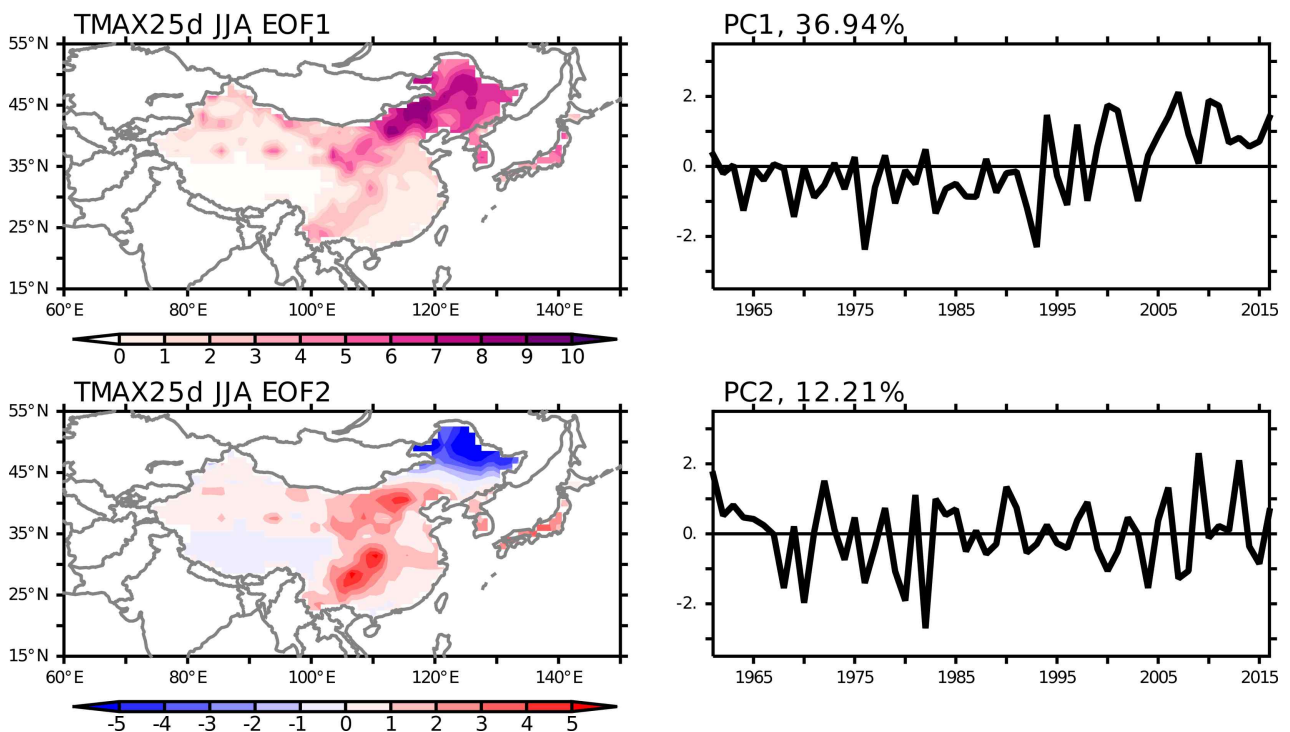 TMAX25d JJA EOF1
55°N
45°N
35°N
25°N
15°N
60°E 80°E 100°E 120°E 140°E
0 1 2 3 4 5 6 7 8 9 10
PC1, 36.94%
2.
0.
-2.
1965 1975 1985 1995 2005 2015
TMAX25d JJA EOF2
55°N
45°N
35°N
25°N
15°N
60°E 80°E 100°E 120°E 140°E
-5 -4 -3 -2 -1 0 1 2 3 4 5
PC2, 12.21%
2.
0.
-2.
1965 1975 1985 1995 2005 2015